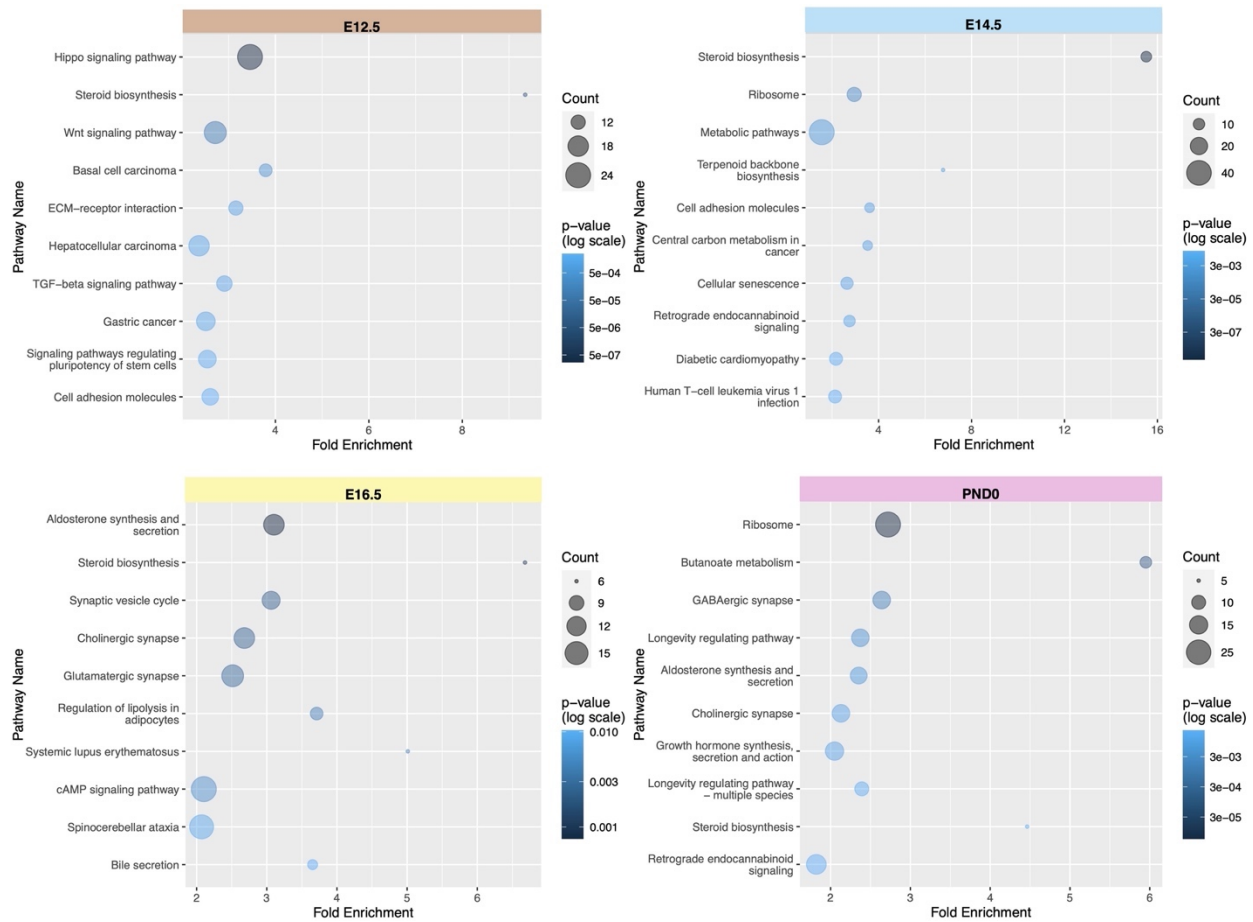 E12.5
Pathway Name
Hippo signaling pathway
Steroid biosynthesis
Wnt signaling pathway
Basal cell carcinoma
ECM−receptor interaction
Hepatocellular carcinoma
TGF−beta signaling pathway
Gastric cancer
Signaling pathways regulating
pluripotency of stem cells
Cell adhesion molecules
4
6
8
Fold Enrichment
Count
12
18
24
p−value
(log scale)
5e−04
5e−05
5e−06
5e−07
E14.5
Pathway Name
Steroid biosynthesis
Ribosome
Metabolic pathways
Terpenoid backbone
biosynthesis
Cell adhesion molecules
Central carbon metabolism in
cancer
Cellular senescence
Retrograde endocannabinoid
signaling
Diabetic cardiomyopathy
Human T−cell leukemia virus 1
infection
4
8
12
16
Fold Enrichment
Count
10
20
40
p−value
(log scale)
3e−03
3e−05
3e−07
E16.5
Pathway Name
Aldosterone synthesis and
secretion
Steroid biosynthesis
Synaptic vesicle cycle
Cholinergic synapse
Glutamatergic synapse
Regulation of lipolysis in
adipocytes
Systemic lupus erythematosus
cAMP signaling pathway
Spinocerebellar ataxia
Bile secretion
2
3
4
5
6
Fold Enrichment
Count
6
9
12
15
p−value
(log scale)
0.010
0.003
0.001
PND0
Pathway Name
Ribosome
Butanoate metabolism
GABAergic synapse
Longevity regulating pathway
Aldosterone synthesis and
secretion
Cholinergic synapse
Growth hormone synthesis,
secretion and action
Longevity regulating pathway
− multiple species
Steroid biosynthesis
Retrograde endocannabinoid
signaling
2
3
4
5
6
Fold Enrichment
Count
5
10
15
25
p−value
(log scale)
3e−03
3e−04
3e−05